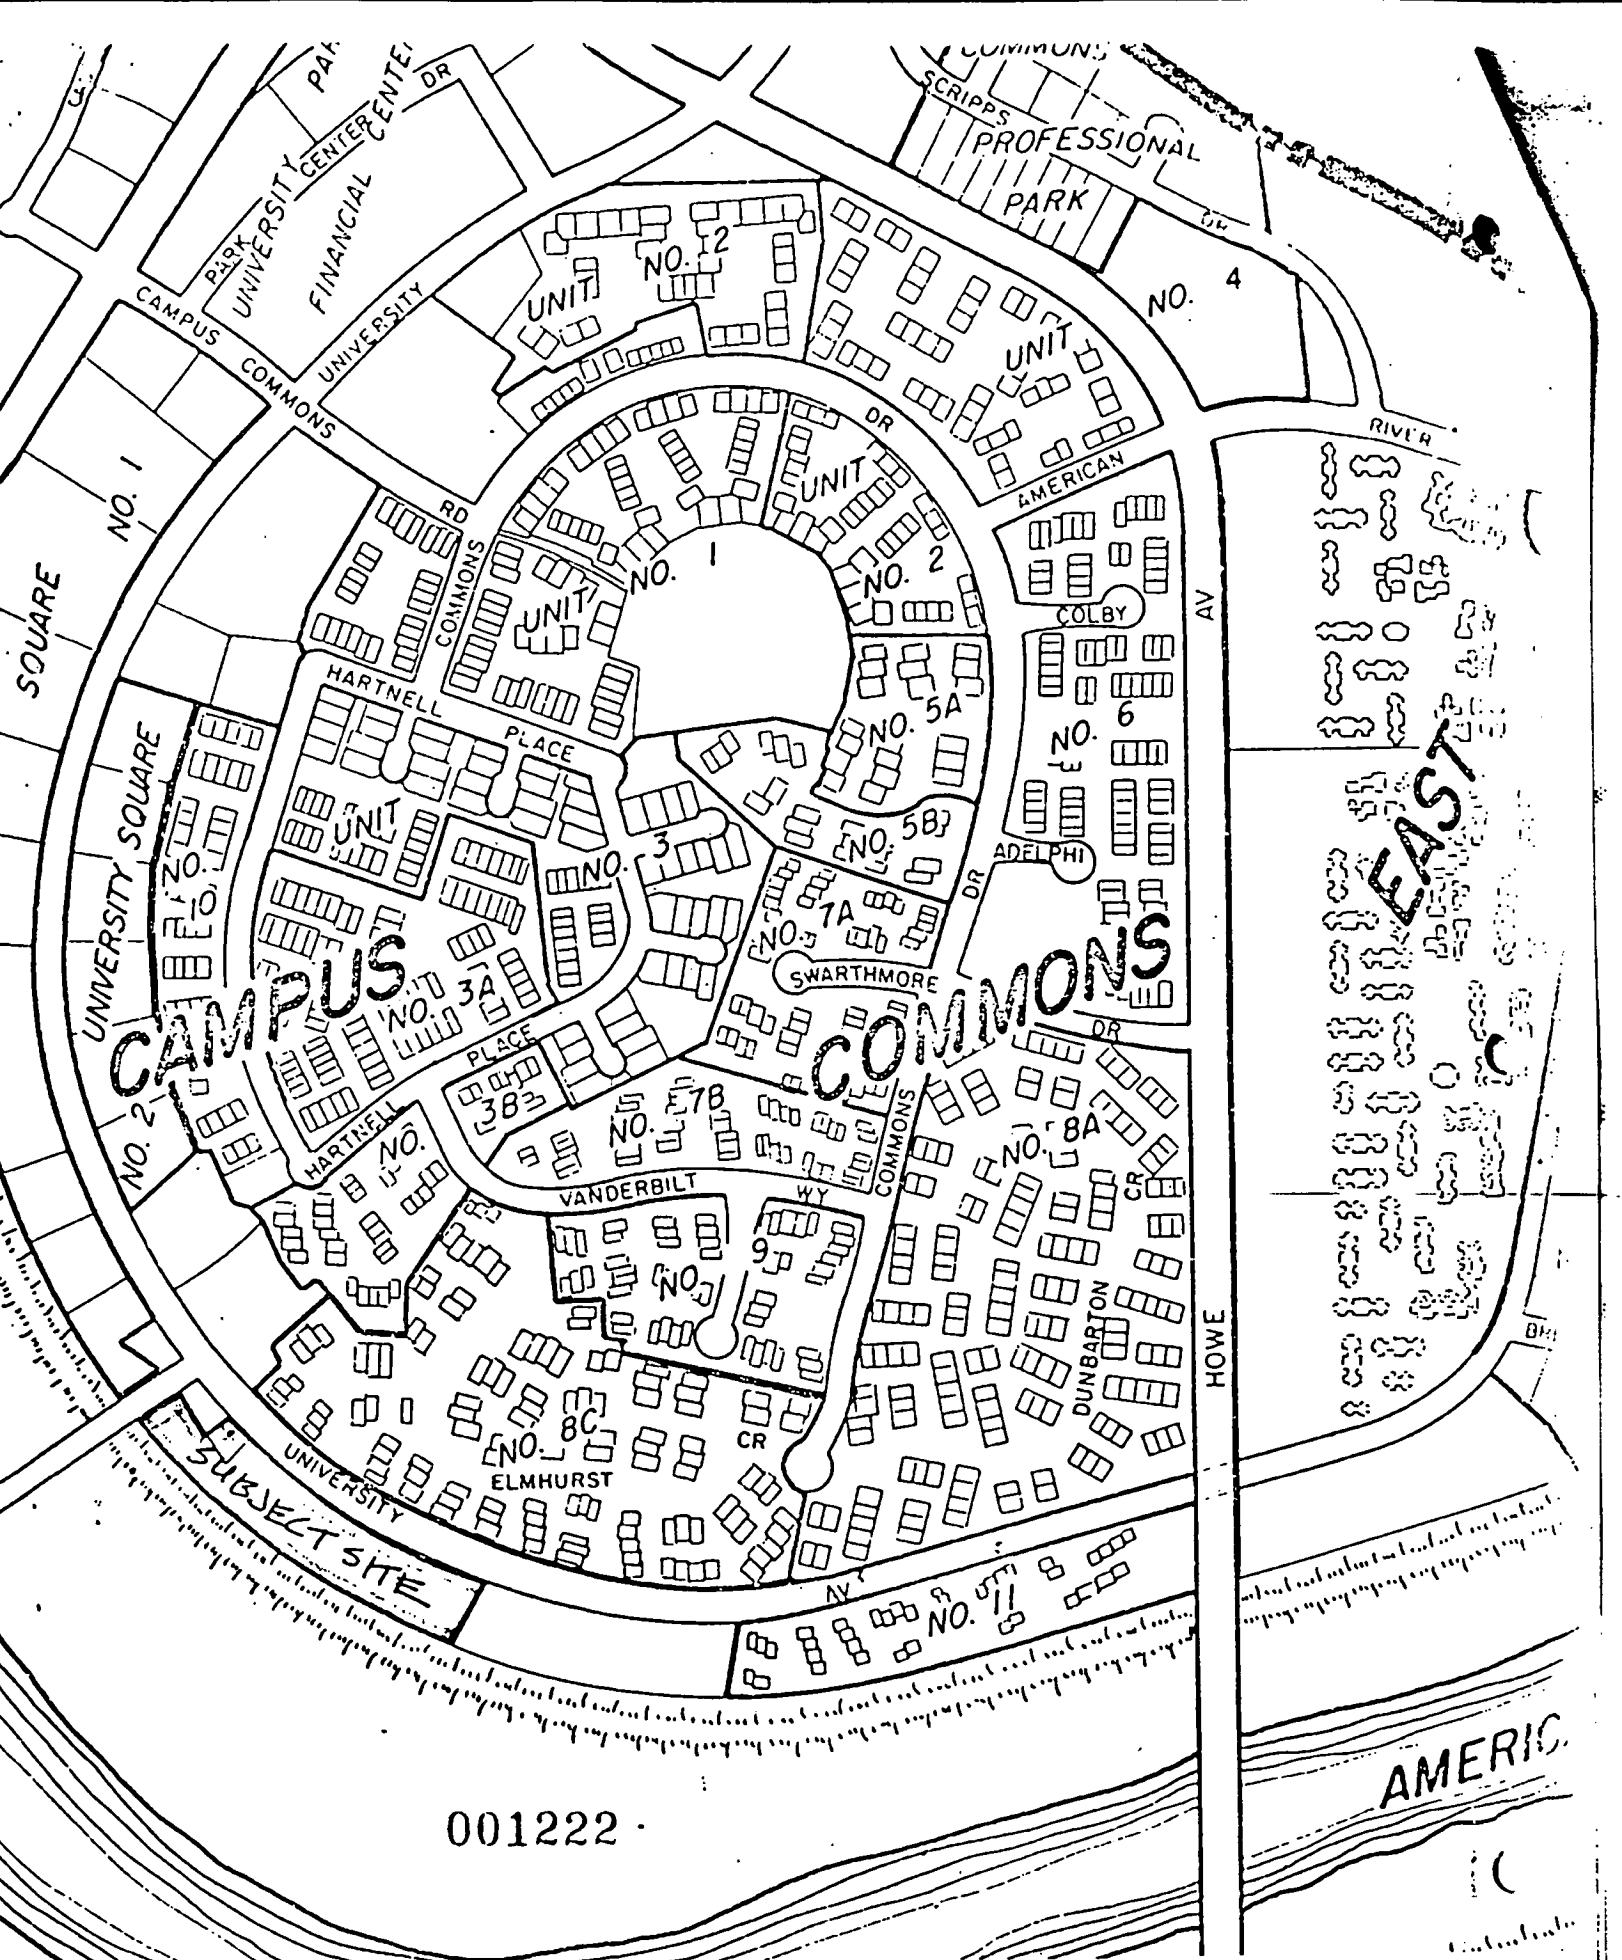 COMMONS
SCRIPPS
DR
PROFESSIONAL
PARK
DR
PARK
UNIVERSITY
CENTER
DR
FINANCIAL
CENTER
CAMPUS
COMMONS
RD
UNIVERSITY
UNIT
NO. 2
UNIT
NO. 4
RIVER
AMERICAN
DR
NO. 1
SQUARE
UNIT
NO. 1
UNIT
NO. 2
COMMONS
COLBY
AV
HARTNELL
PLACE
NO. 5A
NO. 6
UNIVERSITY SQUARE
NO. 2
UNIT
NO. 3
NO. 5B
ADELPHI
DR
EAST
NO. 10
NO. 7A
SWARTHMORE
CAMPUS
COMMONS
NO. 3A
PLACE
HARTNELL
DR
3B
NO. 7B
NO. 8A
NO.
COMMONS
CR
VANDERBILT
WY
NO. 9
DUNBARTON
HOWE
NO. 8C
CR
ELMHURST
UNIVERSITY
AV
SUBJECT SITE
NO. 11
AMERIC
001222